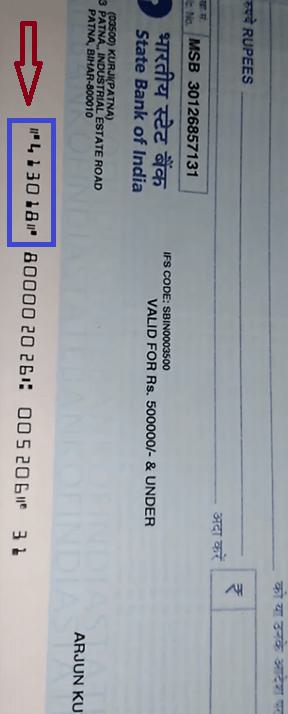 को या उनके आदेश पर
रुपये RUPEES
अदा करें ₹
खा. सं.
/c. No. MSB 30126857131
भारतीय स्टेट बैंक
State Bank of India
IFS CODE: SBIN0003500
VALID FOR Rs. 500000/- & UNDER
(03500) KURJI(PATNA)
3 PATNA, INDUSTRIAL ESTATE ROAD
PATNA, BIHAR-800010
ARJUN KU
⑈413018⑈ 800002026⑆ 005206⑈ 31